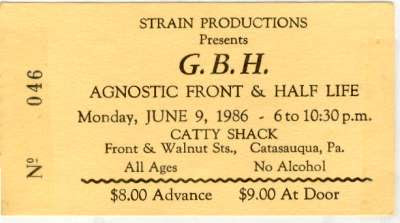 STRAIN PRODUCTIONS
Presents
G.B.H.
AGNOSTIC FRONT & HALF LIFE
Monday, JUNE 9, 1986 - 6 to 10:30 p.m.
CATTY SHACK
Front & Walnut Sts., Catasauqua, Pa.
All Ages No Alcohol
$8.00 Advance $9.00 At Door
Nº 046